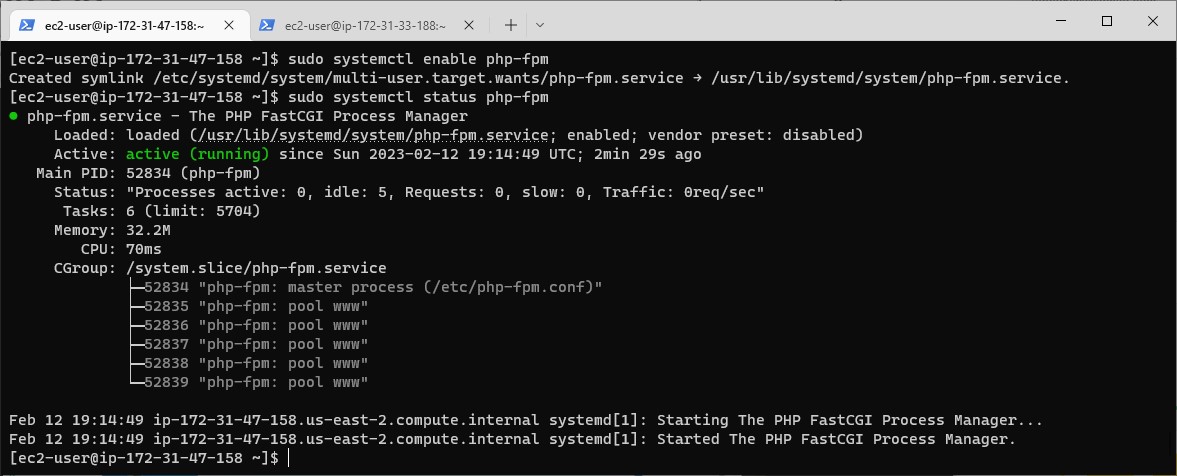 ec2-user@ip-172-31-47-158:~
ec2-user@ip-172-31-33-188:~
[ec2-user@ip-172-31-47-158 ~]$ sudo systemctl enable php-fpm
Created symlink /etc/systemd/system/multi-user.target.wants/php-fpm.service → /usr/lib/systemd/system/php-fpm.service.
[ec2-user@ip-172-31-47-158 ~]$ sudo systemctl status php-fpm
● php-fpm.service - The PHP FastCGI Process Manager
     Loaded: loaded (/usr/lib/systemd/system/php-fpm.service; enabled; vendor preset: disabled)
     Active: active (running) since Sun 2023-02-12 19:14:49 UTC; 2min 29s ago
   Main PID: 52834 (php-fpm)
     Status: "Processes active: 0, idle: 5, Requests: 0, slow: 0, Traffic: 0req/sec"
      Tasks: 6 (limit: 5704)
     Memory: 32.2M
        CPU: 70ms
     CGroup: /system.slice/php-fpm.service
             ├─52834 "php-fpm: master process (/etc/php-fpm.conf)"
             ├─52835 "php-fpm: pool www"
             ├─52836 "php-fpm: pool www"
             ├─52837 "php-fpm: pool www"
             ├─52838 "php-fpm: pool www"
             └─52839 "php-fpm: pool www"
Feb 12 19:14:49 ip-172-31-47-158.us-east-2.compute.internal systemd[1]: Starting The PHP FastCGI Process Manager...
Feb 12 19:14:49 ip-172-31-47-158.us-east-2.compute.internal systemd[1]: Started The PHP FastCGI Process Manager.
[ec2-user@ip-172-31-47-158 ~]$